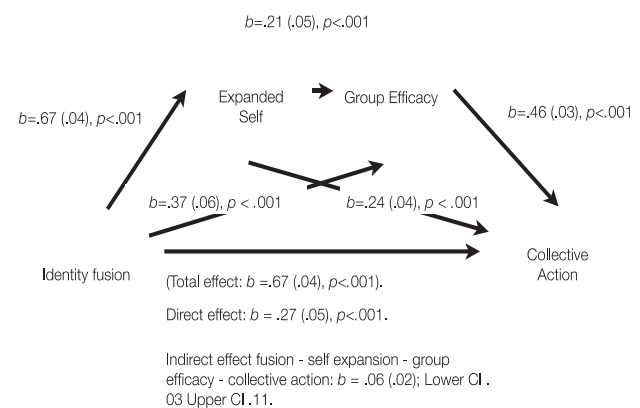 b=.21 (.05), p<.001
Expanded
Self
Group Efficacy
b=.67 (.04), p<.001
b=.46 (.03), p<.001
b=.37 (.06), p < .001
b=.24 (.04), p < .001
Identity fusion
Collective
Action
(Total effect: b =.67 (.04), p<.001).
Direct effect: b = .27 (.05), p<.001.
Indirect effect fusion - self expansion - group
efficacy - collective action: b = .06 (.02); Lower CI .
03 Upper CI .11.